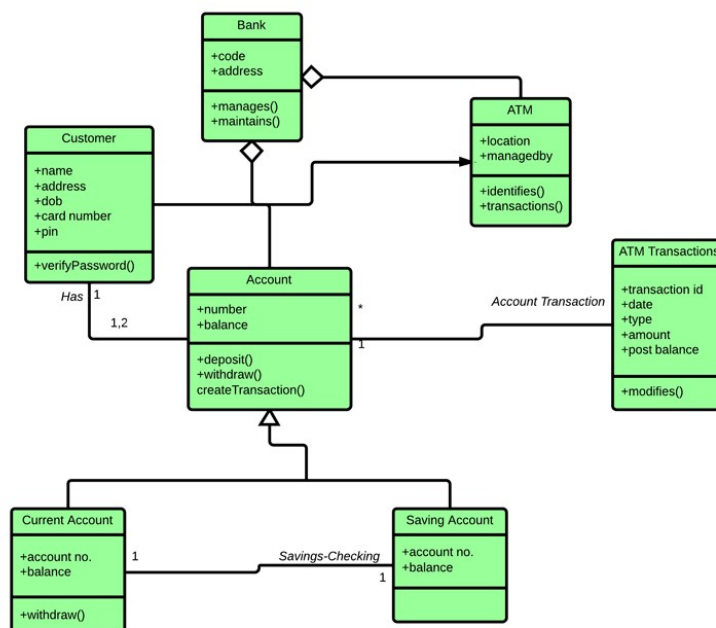 Bank
+code
+address
+manages()
+maintains()
ATM
+location
+managedby
+identifies()
+transactions()
Customer
+name
+address
+dob
+card number
+pin
+verifyPassword()
Has
1
1,2
Account
+number
+balance
+deposit()
+withdraw()
createTransaction()
*
1
Account Transaction
ATM Transactions
+transaction id
+date
+type
+amount
+post balance
+modifies()
Current Account
+account no.
+balance
+withdraw()
1
Savings-Checking
1
Saving Account
+account no.
+balance